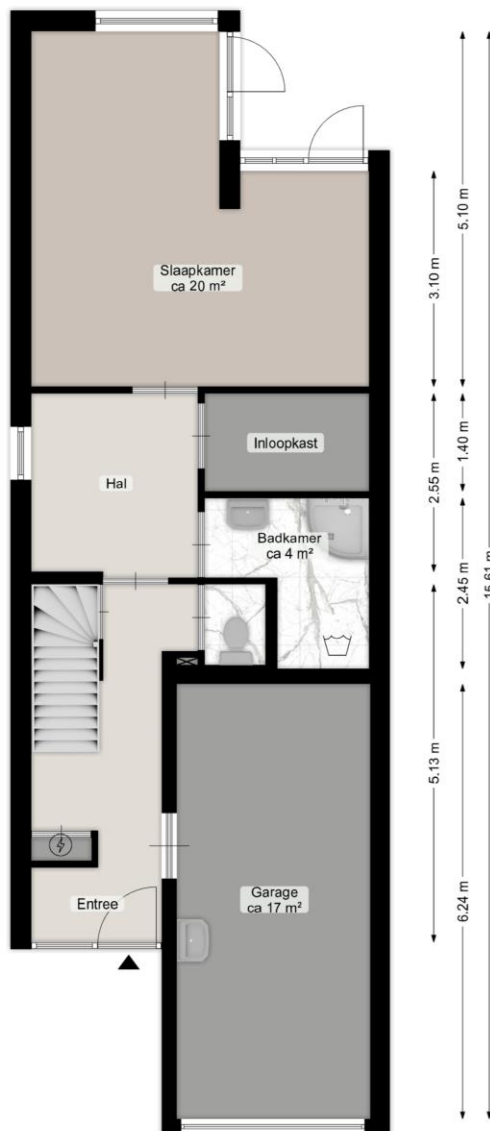 Slaapkamer
ca 20 m²
Inloopkast
Hal
Badkamer
ca 4 m²
Garage
ca 17 m²
Entree
5.10 m
3.10 m
1.40 m
2.55 m
2.45 m
15.61 m
5.13 m
6.24 m